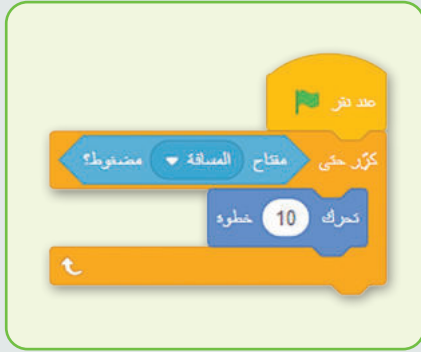 عند نقر
كرّر حتى مفتاح المسافة مضغوط؟
تحرك 10 خطوة